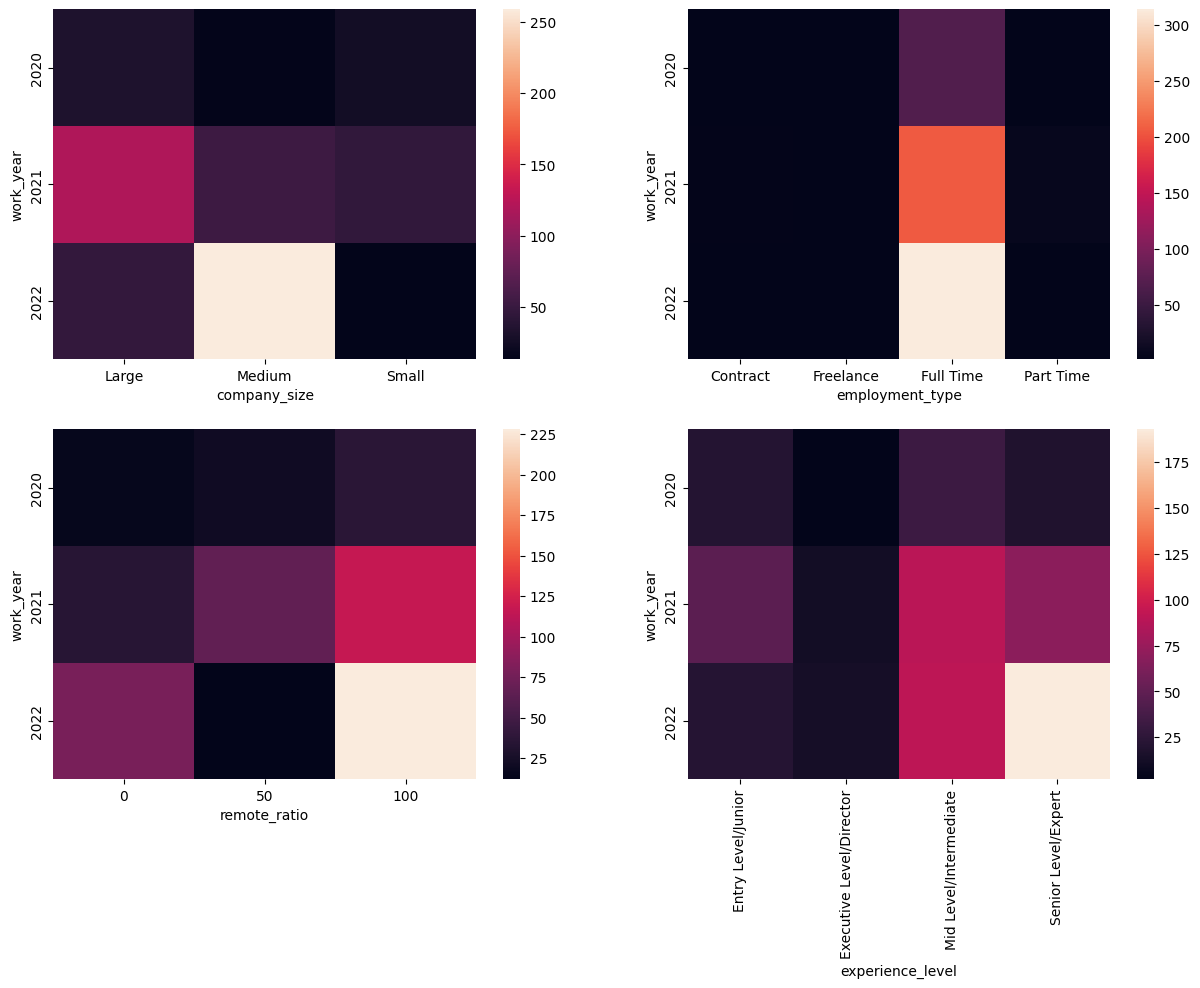 250
200
150
100
50
2020
2021
2022
work_year
Large Medium Small
company_size
300
250
200
150
100
50
2020
2021
2022
work_year
Contract Freelance Full Time Part Time
employment_type
225
200
175
150
125
100
75
50
25
2020
2021
2022
work_year
0 50 100
remote_ratio
175
150
125
100
75
50
25
2020
2021
2022
work_year
Entry Level/Junior
Executive Level/Director
Mid Level/Intermediate
Senior Level/Expert
experience_level